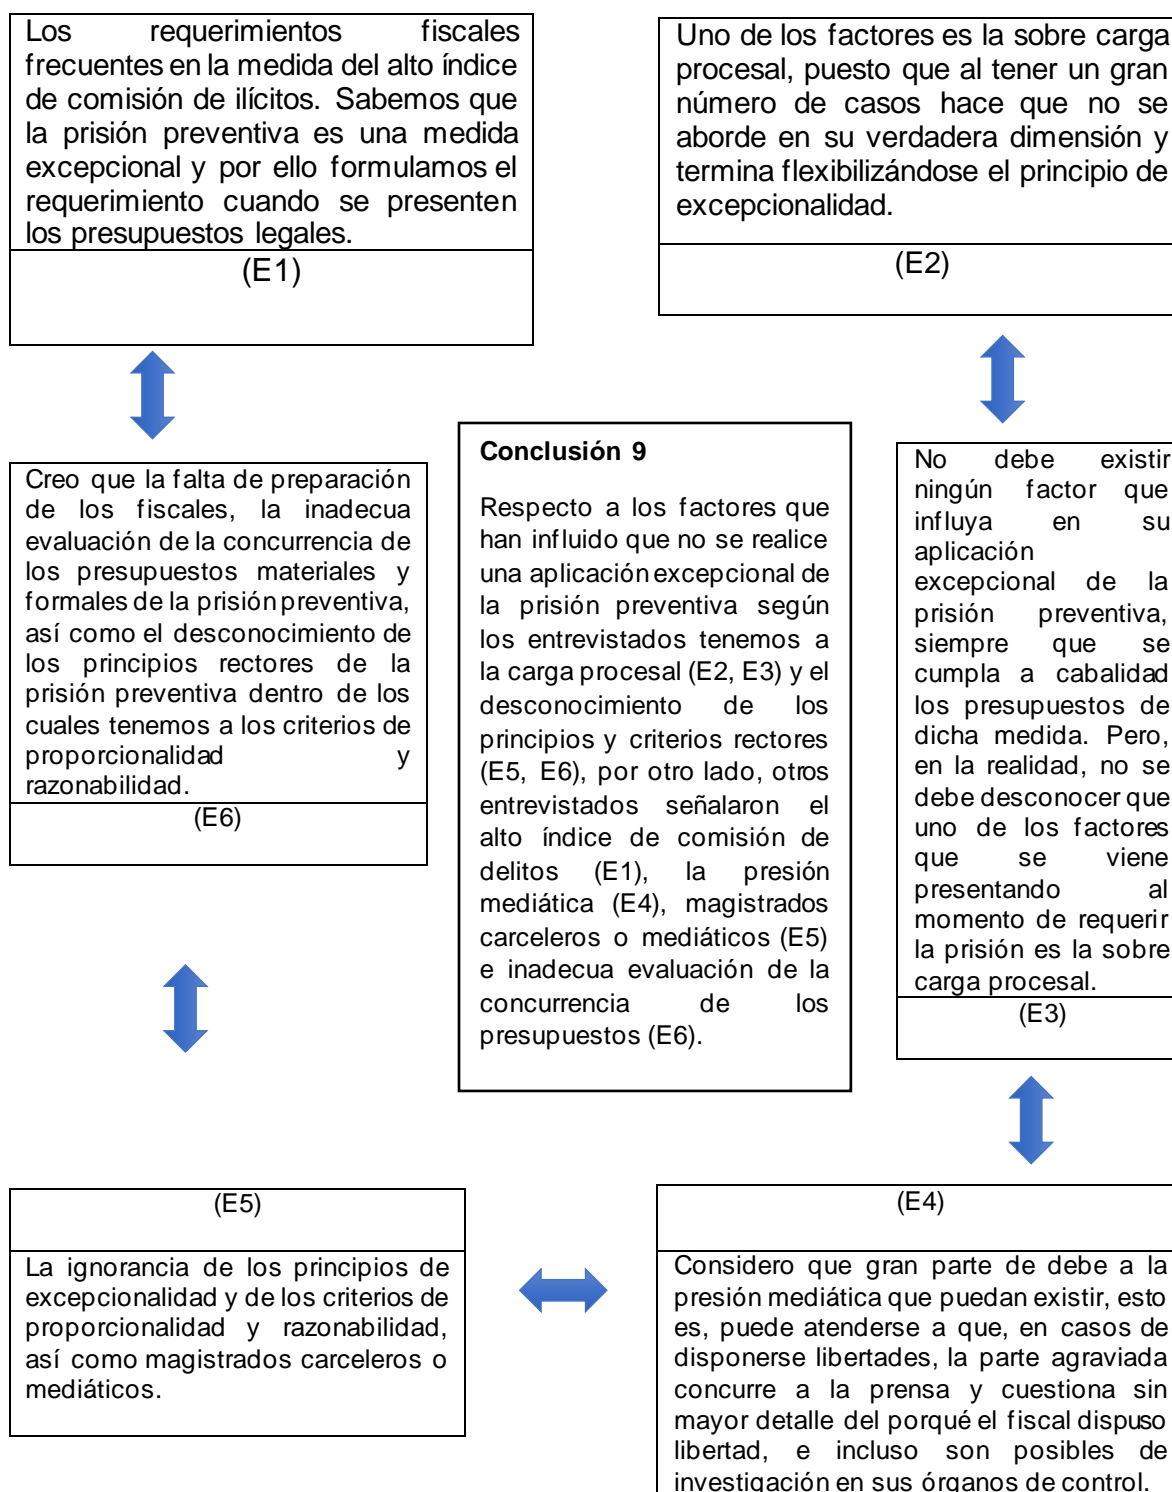 Los requerimientos fiscales
frecuentes en la medida del alto índice
de comisión de ilícitos. Sabemos que
la prisión preventiva es una medida
excepcional y por ello formulamos el
requerimiento cuando se presenten
los presupuestos legales.
(E1)
Uno de los factores es la sobre carga
procesal, puesto que al tener un gran
número de casos hace que no se
aborde en su verdadera dimensión y
termina flexibilizándose el principio de
excepcionalidad.
(E2)
Creo que la falta de preparación
de los fiscales, la inadecua
evaluación de la concurrencia de
los presupuestos materiales y
formales de la prisión preventiva,
así como el desconocimiento de
los principios rectores de la
prisión preventiva dentro de los
cuales tenemos a los criterios de
proporcionalidad y
razonabilidad.
(E6)
Conclusión 9
Respecto a los factores que
han influido que no se realice
una aplicación excepcional de
la prisión preventiva según
los entrevistados tenemos a
la carga procesal (E2, E3) y el
desconocimiento de los
principios y criterios rectores
(E5, E6), por otro lado, otros
entrevistados señalaron el
alto índice de comisión de
delitos (E1), la presión
mediática (E4), magistrados
carceleros o mediáticos (E5)
e inadecua evaluación de la
concurrencia de los
presupuestos (E6).
No debe existir
ningún factor que
influya en su
aplicación
excepcional de la
prisión preventiva,
siempre que se
cumpla a cabalidad
los presupuestos de
dicha medida. Pero,
en la realidad, no se
debe desconocer que
uno de los factores
que se viene
presentando al
momento de requerir
la prisión es la sobre
carga procesal.
(E3)
(E5)
La ignorancia de los principios de
excepcionalidad y de los criterios de
proporcionalidad y razonabilidad,
así como magistrados carceleros o
mediáticos.
(E4)
Considero que gran parte de debe a la
presión mediática que puedan existir, esto
es, puede atenderse a que, en casos de
disponerse libertades, la parte agraviada
concurre a la prensa y cuestiona sin
mayor detalle del porqué el fiscal dispuso
libertad, e incluso son posibles de
investigación en sus órganos de control.